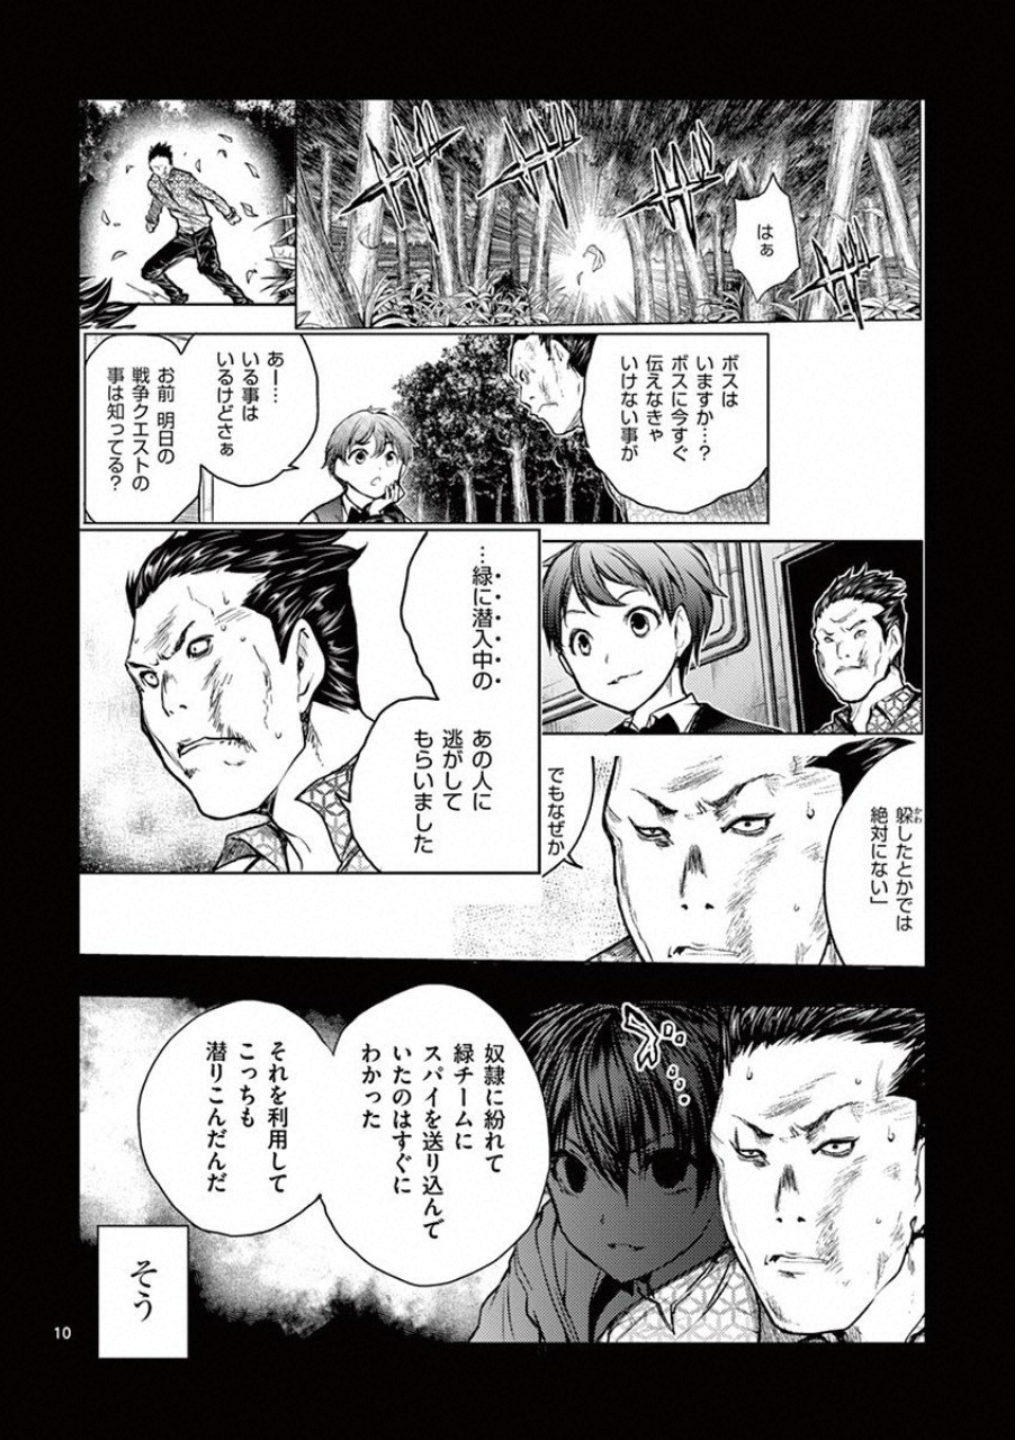 はぁ
ボスは
いますか…?
ボスに今すぐ
伝えなきゃ
いけない事が
あー…
いる事は
いるけどさぁ
お前 明日の
戦争クエストの
事は知ってる?
…緑に潜入中の
あの人に
逃がして
もらいました
躱したとかでは
かわ
絶対にない」
でもなぜか
奴隷に紛れて
緑チームに
スパイを送り込んで
いたのはすぐに
わかった
それを利用して
こっちも
潜りこんだんだ
そう
10